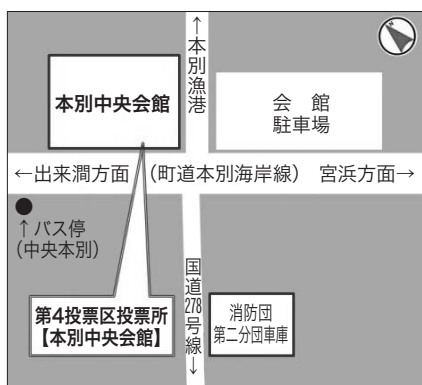 ↑本別漁港
本別中央会館
会館
駐車場
←出来澗方面 (町道本別海岸線) 宮浜方面→
↑バス停
(中央本別)
第4投票区投票所
【本別中央会館】
国道278号線↓
消防団
第二分団車庫